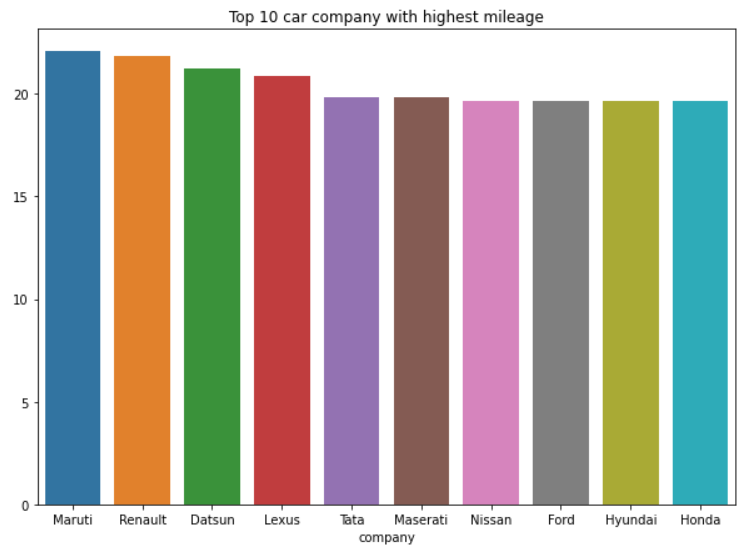 Top 10 car company with highest mileage
20
15
10
5
0
Maruti Renault Datsun Lexus Tata Maserati Nissan Ford Hyundai Honda
company